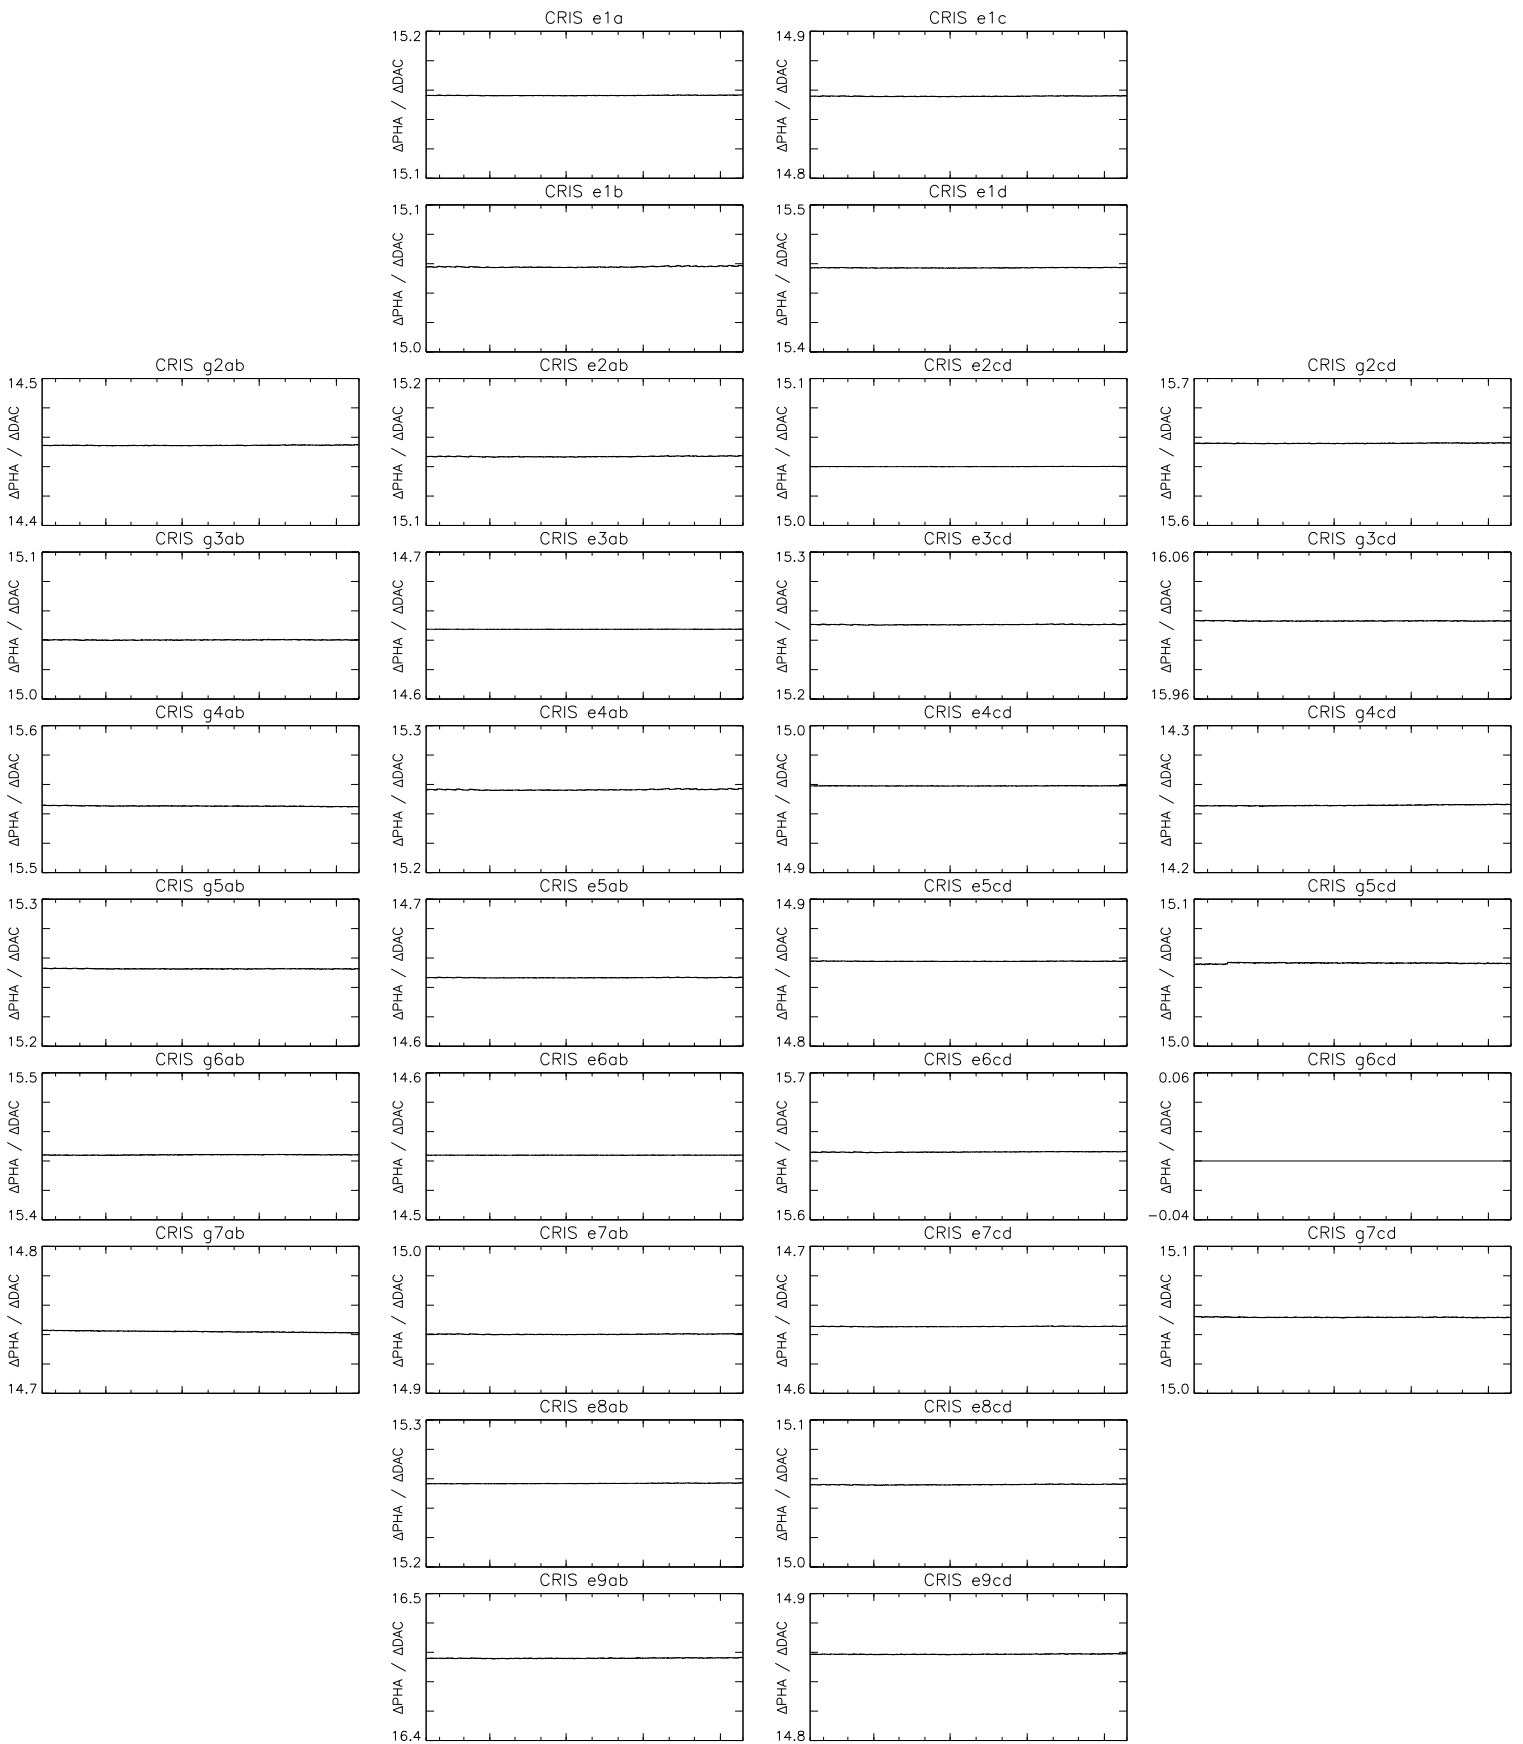 CRIS e1a
15.2
ΔPHA / ΔDAC
15.1
CRIS e1c
14.9
ΔPHA / ΔDAC
14.8
CRIS e1b
15.1
ΔPHA / ΔDAC
15.0
CRIS e1d
15.5
ΔPHA / ΔDAC
15.4
CRIS g2ab
14.5
ΔPHA / ΔDAC
14.4
CRIS e2ab
15.2
ΔPHA / ΔDAC
15.1
CRIS e2cd
15.1
ΔPHA / ΔDAC
15.0
CRIS g2cd
15.7
ΔPHA / ΔDAC
15.6
CRIS g3ab
15.1
ΔPHA / ΔDAC
15.0
CRIS e3ab
14.7
ΔPHA / ΔDAC
14.6
CRIS e3cd
15.3
ΔPHA / ΔDAC
15.2
CRIS g3cd
16.06
ΔPHA / ΔDAC
15.96
CRIS g4ab
15.6
ΔPHA / ΔDAC
15.5
CRIS e4ab
15.3
ΔPHA / ΔDAC
15.2
CRIS e4cd
15.0
ΔPHA / ΔDAC
14.9
CRIS g4cd
14.3
ΔPHA / ΔDAC
14.2
CRIS g5ab
15.3
ΔPHA / ΔDAC
15.2
CRIS e5ab
14.7
ΔPHA / ΔDAC
14.6
CRIS e5cd
14.9
ΔPHA / ΔDAC
14.8
CRIS g5cd
15.1
ΔPHA / ΔDAC
15.0
CRIS g6ab
15.5
ΔPHA / ΔDAC
15.4
CRIS e6ab
14.6
ΔPHA / ΔDAC
14.5
CRIS e6cd
15.7
ΔPHA / ΔDAC
15.6
CRIS g6cd
0.06
ΔPHA / ΔDAC
−0.04
CRIS g7ab
14.8
ΔPHA / ΔDAC
14.7
CRIS e7ab
15.0
ΔPHA / ΔDAC
14.9
CRIS e7cd
14.7
ΔPHA / ΔDAC
14.6
CRIS g7cd
15.1
ΔPHA / ΔDAC
15.0
CRIS e8ab
15.3
ΔPHA / ΔDAC
15.2
CRIS e8cd
15.1
ΔPHA / ΔDAC
15.0
CRIS e9ab
16.5
ΔPHA / ΔDAC
16.4
CRIS e9cd
14.9
ΔPHA / ΔDAC
14.8